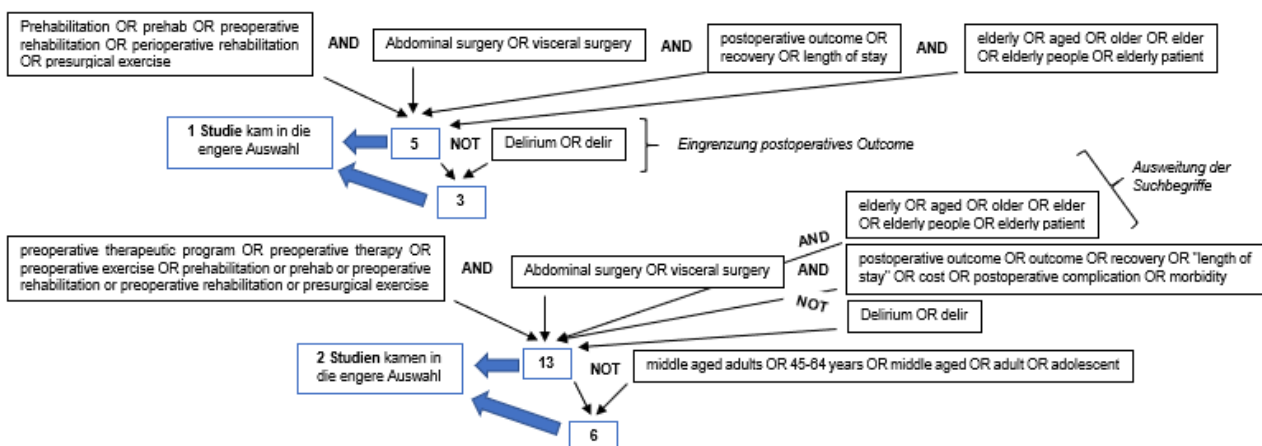 Prehabilitation OR prehab OR preoperative
rehabilitation OR perioperative rehabilitation
OR presurgical exercise
AND
Abdominal surgery OR visceral surgery
AND
postoperative outcome OR
recovery OR length of stay
AND
elderly OR aged OR older OR elder
OR elderly people OR elderly patient
1 Studie kam in die
engere Auswahl
5
NOT
Delirium OR delir
Eingrenzung postoperatives Outcome
3
Ausweitung der
Suchbegriffe
elderly OR aged OR older OR elder
OR elderly people OR elderly patient
preoperative therapeutic program OR preoperative therapy OR
preoperative exercise OR prehabilitation or prehab or preoperative
rehabilitation or preoperative rehabilitation or presurgical exercise
AND
Abdominal surgery OR visceral surgery
AND
AND
postoperative outcome OR outcome OR recovery OR "length of
stay" OR cost OR postoperative complication OR morbidity
NOT
Delirium OR delir
2 Studien kamen in
die engere Auswahl
13
NOT
middle aged adults OR 45-64 years OR middle aged OR adult OR adolescent
6